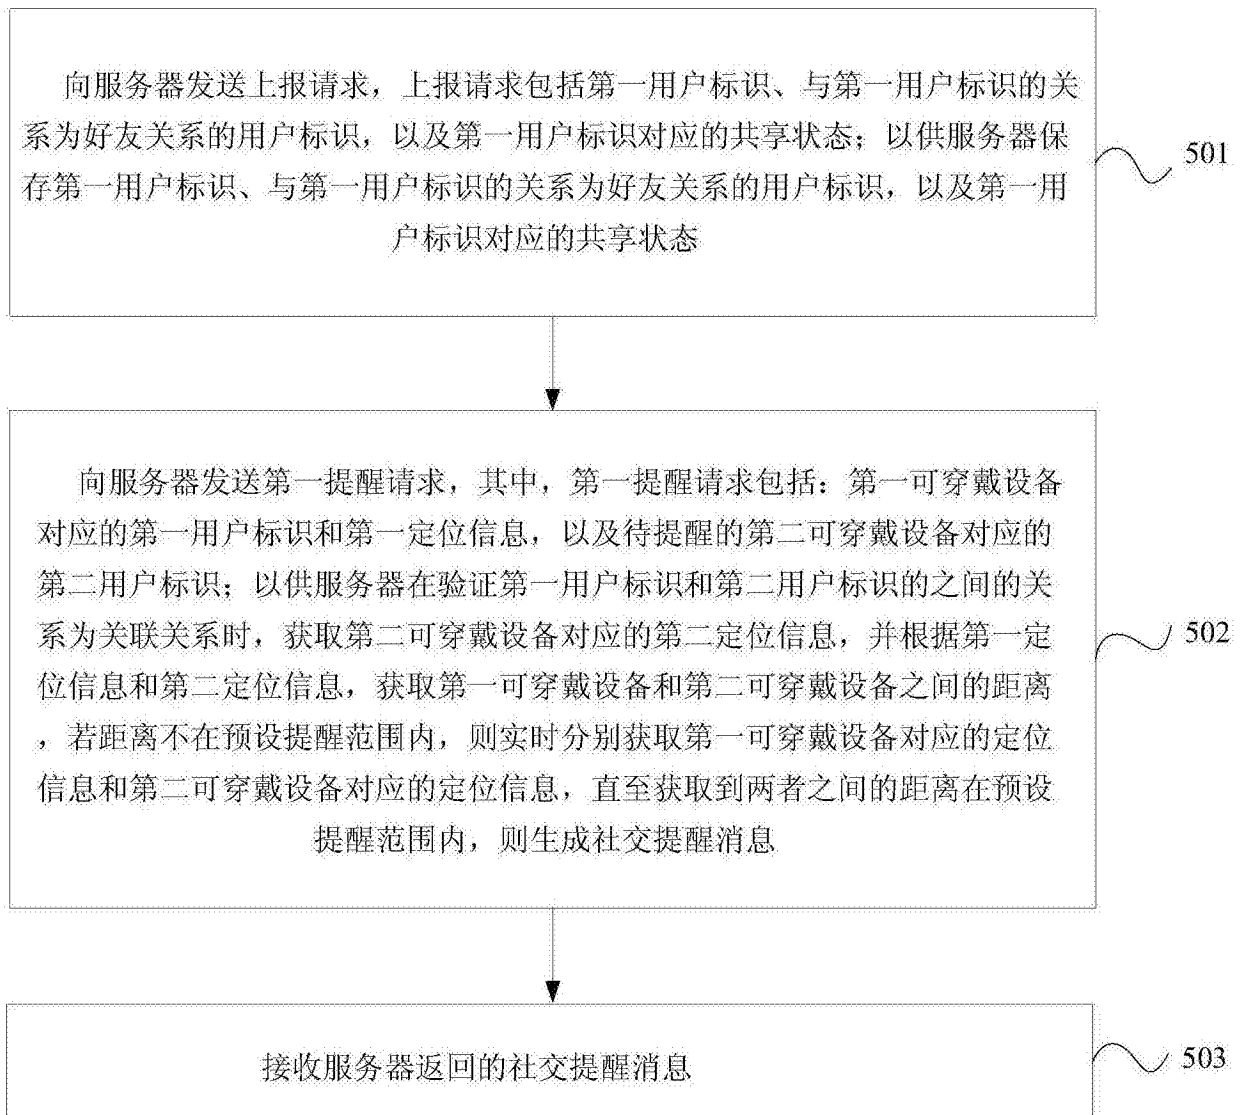 向服务器发送上报请求，上报请求包括第一用户标识、与第一用户标识的关
系为好友关系的用户标识，以及第一用户标识对应的共享状态；以供服务器保
存第一用户标识、与第一用户标识的关系为好友关系的用户标识，以及第一用
户标识对应的共享状态
501
向服务器发送第一提醒请求，其中，第一提醒请求包括：第一可穿戴设备
对应的第一用户标识和第一定位信息，以及待提醒的第二可穿戴设备对应的
第二用户标识；以供服务器在验证第一用户标识和第二用户标识的之间的关
系为关联关系时，获取第二可穿戴设备对应的第二定位信息，并根据第一定
位信息和第二定位信息，获取第一可穿戴设备和第二可穿戴设备之间的距离
，若距离不在预设提醒范围内，则实时分别获取第一可穿戴设备对应的定位
信息和第二可穿戴设备对应的定位信息，直至获取到两者之间的距离在预设
提醒范围内，则生成社交提醒消息
502
接收服务器返回的社交提醒消息
503